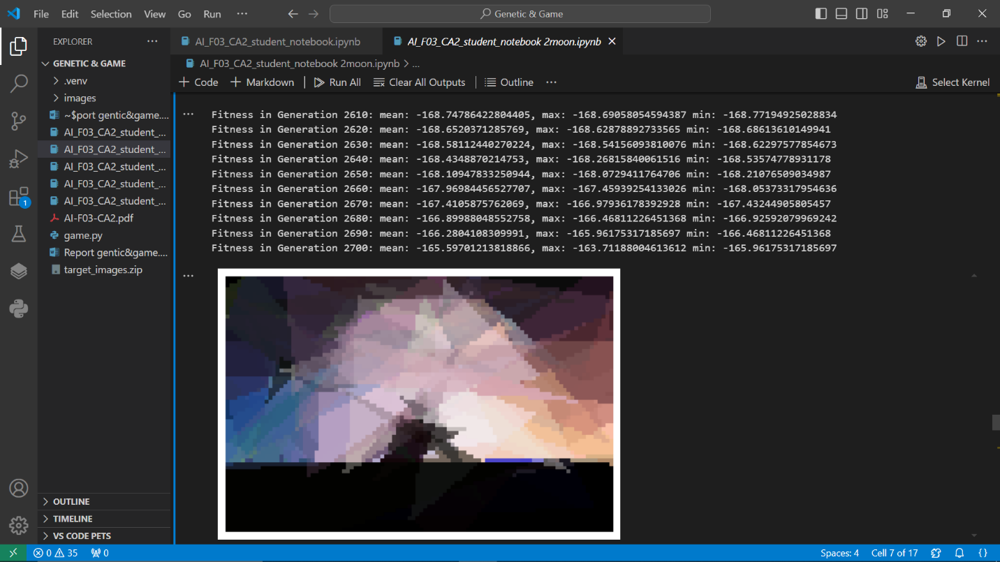 File Edit Selection View Go Run ···
Genetic & Game
EXPLORER ···
GENETIC & GAME
.venv
images
~$port gentic&game....
AI_F03_CA2_student_...
AI_F03_CA2_student_...
AI_F03_CA2_student_...
AI_F03_CA2_student_...
AI_F03_CA2_student_...
AI-F03-CA2.pdf
game.py
Report gentic&game....
target_images.zip
OUTLINE
TIMELINE
VS CODE PETS
1
AI_F03_CA2_student_notebook.ipynb
AI_F03_CA2_student_notebook 2moon.ipynb
AI_F03_CA2_student_notebook 2moon.ipynb > ...
+ Code + Markdown Run All Clear All Outputs Outline ··· Select Kernel
Fitness in Generation 2610: mean: -168.74786422804405, max: -168.69058054594387 min: -168.77194925028834
Fitness in Generation 2620: mean: -168.6520371285769, max: -168.62878892733565 min: -168.68613610149941
Fitness in Generation 2630: mean: -168.58112440270224, max: -168.54156093810076 min: -168.62297577854673
Fitness in Generation 2640: mean: -168.4348870214753, max: -168.26815840061516 min: -168.53574778931178
Fitness in Generation 2650: mean: -168.10947833250944, max: -168.0729411764706 min: -168.21076509034987
Fitness in Generation 2660: mean: -167.96984456527707, max: -167.45939254133026 min: -168.05373317954636
Fitness in Generation 2670: mean: -167.4105875762069, max: -166.97936178392928 min: -167.43244905805457
Fitness in Generation 2680: mean: -166.89988048552758, max: -166.46811226451368 min: -166.92592079969242
Fitness in Generation 2690: mean: -166.2804108309991, max: -165.96175317185697 min: -166.46811226451368
Fitness in Generation 2700: mean: -165.59701213818866, max: -163.71188004613612 min: -165.96175317185697
0 35 0
Spaces: 4 Cell 7 of 17